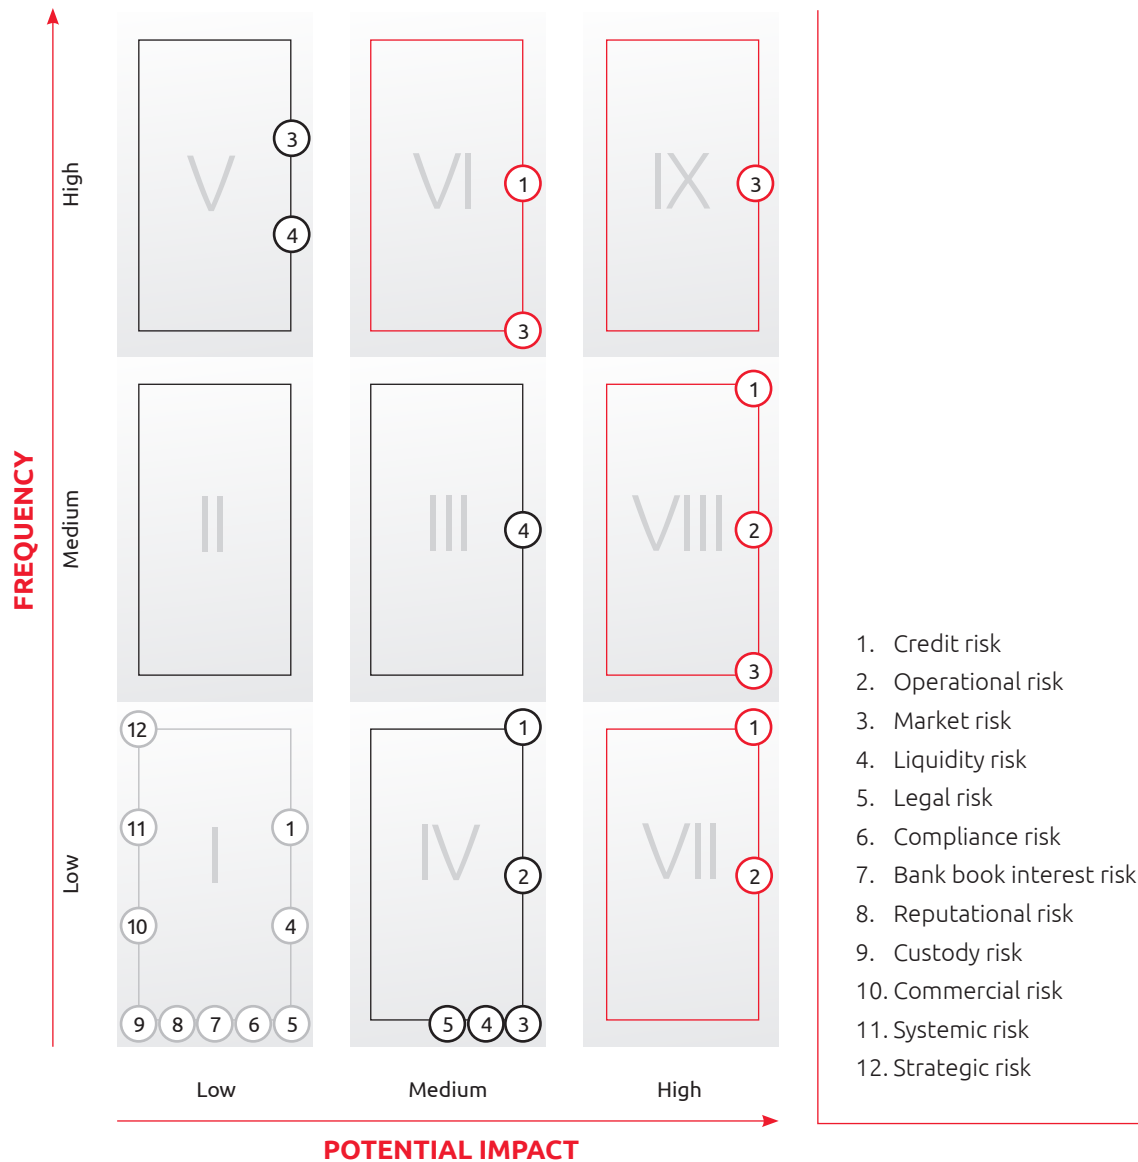 FREQUENCY
High
V
3
4
VI
1
3
IX
3
Medium
II
III
4
VIII
1
2
3
Low
I
12
11
10
1
4
9 8 7 6 5
IV
1
2
5 4 3
VII
1
2
Low Medium High
POTENTIAL IMPACT
1. Credit risk
2. Operational risk
3. Market risk
4. Liquidity risk
5. Legal risk
6. Compliance risk
7. Bank book interest risk
8. Reputational risk
9. Custody risk
10. Commercial risk
11. Systemic risk
12. Strategic risk